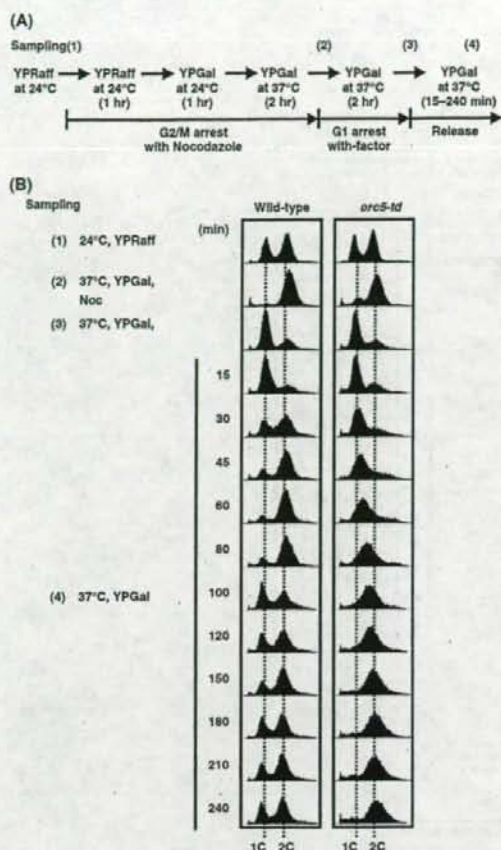 (A)
Sampling(1) (2) (3) (4)
YPRaff YPRaff YPGal YPGal YPGal YPGal
at 24°C at 24°C at 24°C at 37°C at 37°C at 37°C
(1 hr) (1 hr) (2 hr) (2 hr) (15–240 min)
G2/M arrest G1 arrest Release
with Nocodazole with-factor
(B)
Sampling
(min) Wild-type orc5-td
(1) 24°C, YPRaff
(2) 37°C, YPGal,
Noc
(3) 37°C, YPGal,
15
30
45
60
80
(4) 37°C, YPGal 100
120
150
180
210
240
1C 2C 1C 2C